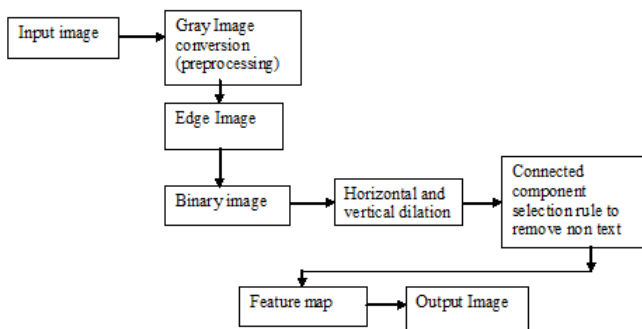 Input image
Gray Image
conversion
(preprocessing)
Edge Image
Binary image
Horizontal and
vertical dilation
Connected
component
selection rule to
remove non text
Feature map
Output Image